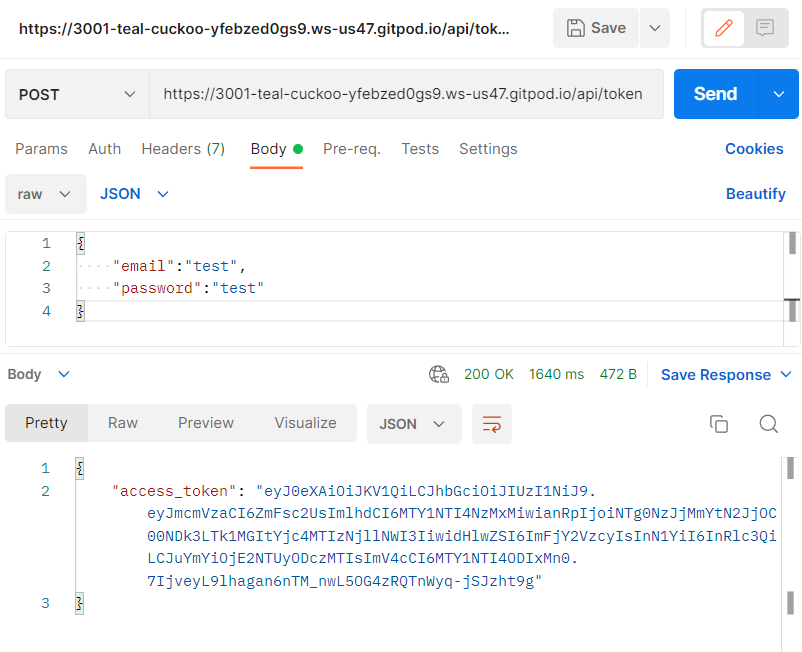 https://3001-teal-cuckoo-yfebzed0gs9.ws-us47.gitpod.io/api/tok...
Save
POST
https://3001-teal-cuckoo-yfebzed0gs9.ws-us47.gitpod.io/api/token
Send
Params Auth Headers (7) Body Pre-req. Tests Settings Cookies
raw JSON Beautify
1 {
2 "email":"test",
3 "password":"test"
4 }
Body 200 OK 1640 ms 472 B Save Response
Pretty Raw Preview Visualize JSON
1 {
2 "access_token": "eyJ0eXAiOiJKV1QiLCJhbGciOiJIUzI1NiJ9.
eyJmcmVzaCI6ZmFsc2UsImlhdCI6MTY1NTI4NzMxMiwianRpIjoiNTg0NzJjMmYtN2JjOC
00NDk3LTk1MGItYjc4MTIzNjllNWI3IiwidHlwZSI6ImFjY2VzcyIsInN1YiI6InRlc3Qi
LCJuYmYiOjE2NTUyODczMTIsImV4cCI6MTY1NTI4ODIxMn0.
7IjveyL9lhagan6nTM_nwL5OG4zRQTnWyq-jSJzht9g"
3 }